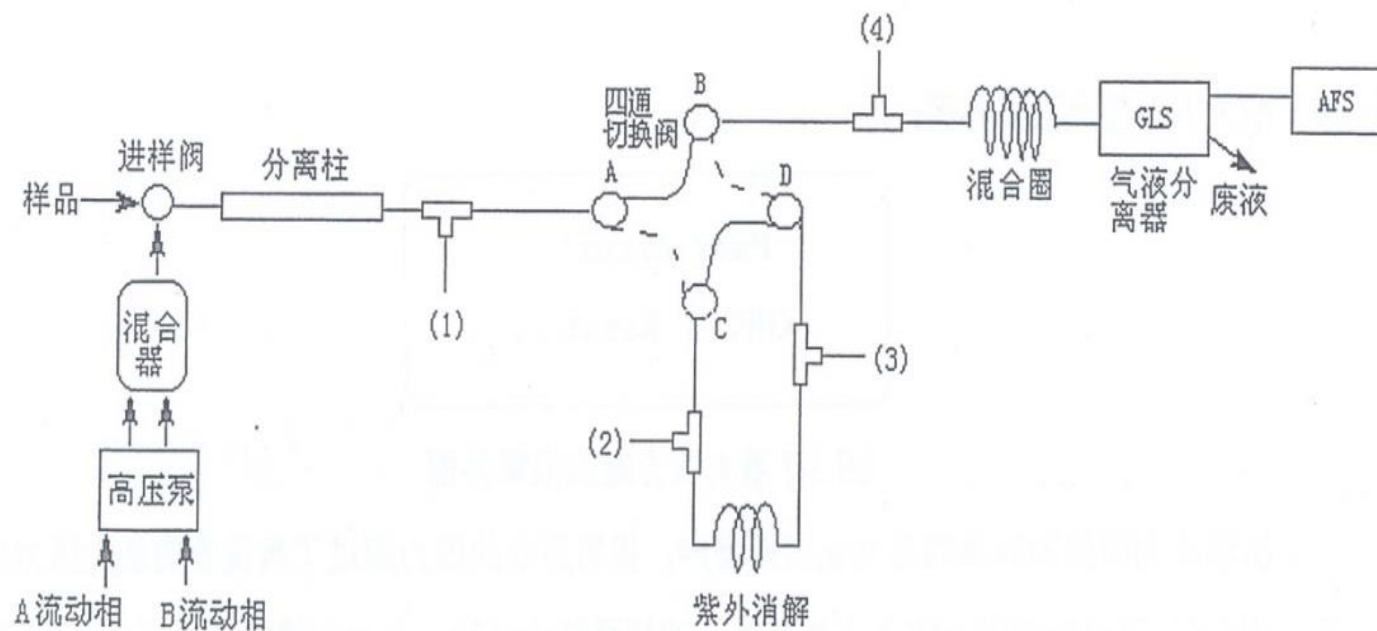 (4)
四通
切换阀
B
AFS
GLS
进样阀
分离柱
A
D
样品
混合圈
气液分
离器
废液
混合
器
(1)
C
(3)
(2)
高压泵
紫外消解
A流动相
B流动相